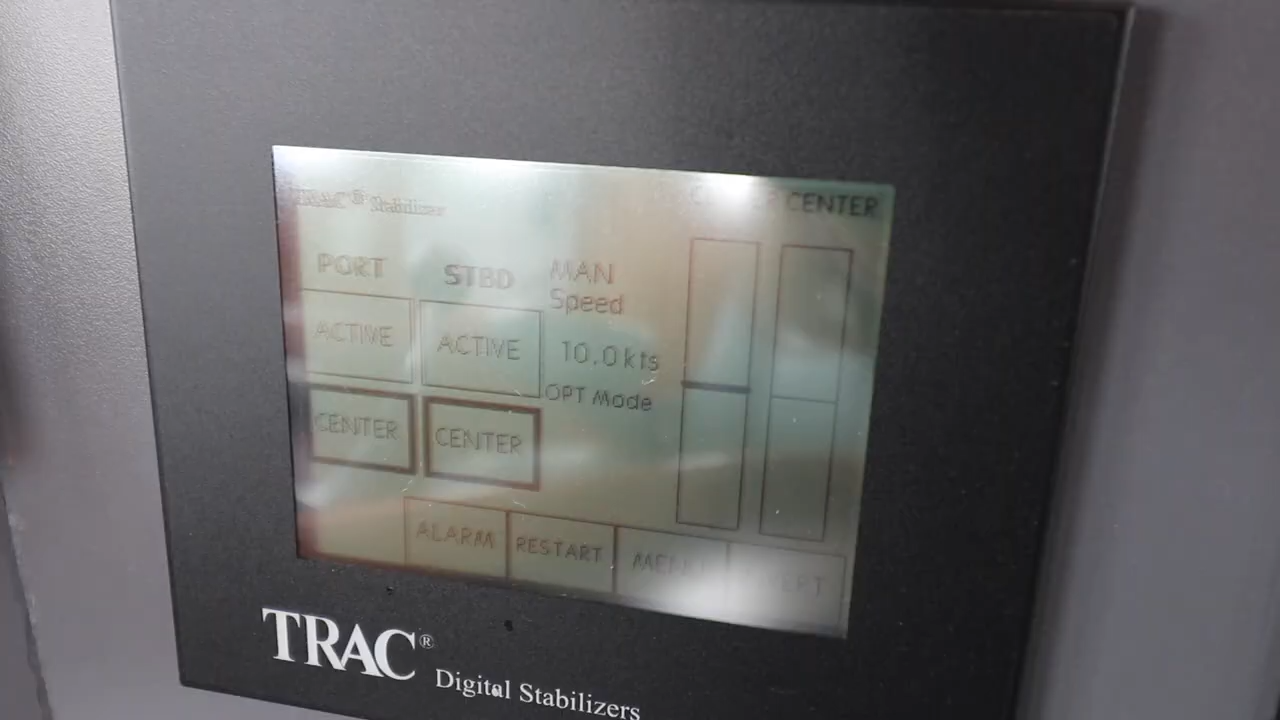 TRAC® Stabilizer
CENTER
PORT
STBD
MAN
Speed
ACTIVE
ACTIVE
10.0 kts
OPT Mode
CENTER
CENTER
ALARM
RESTART
MENU
TRAC®
Digital Stabilizers